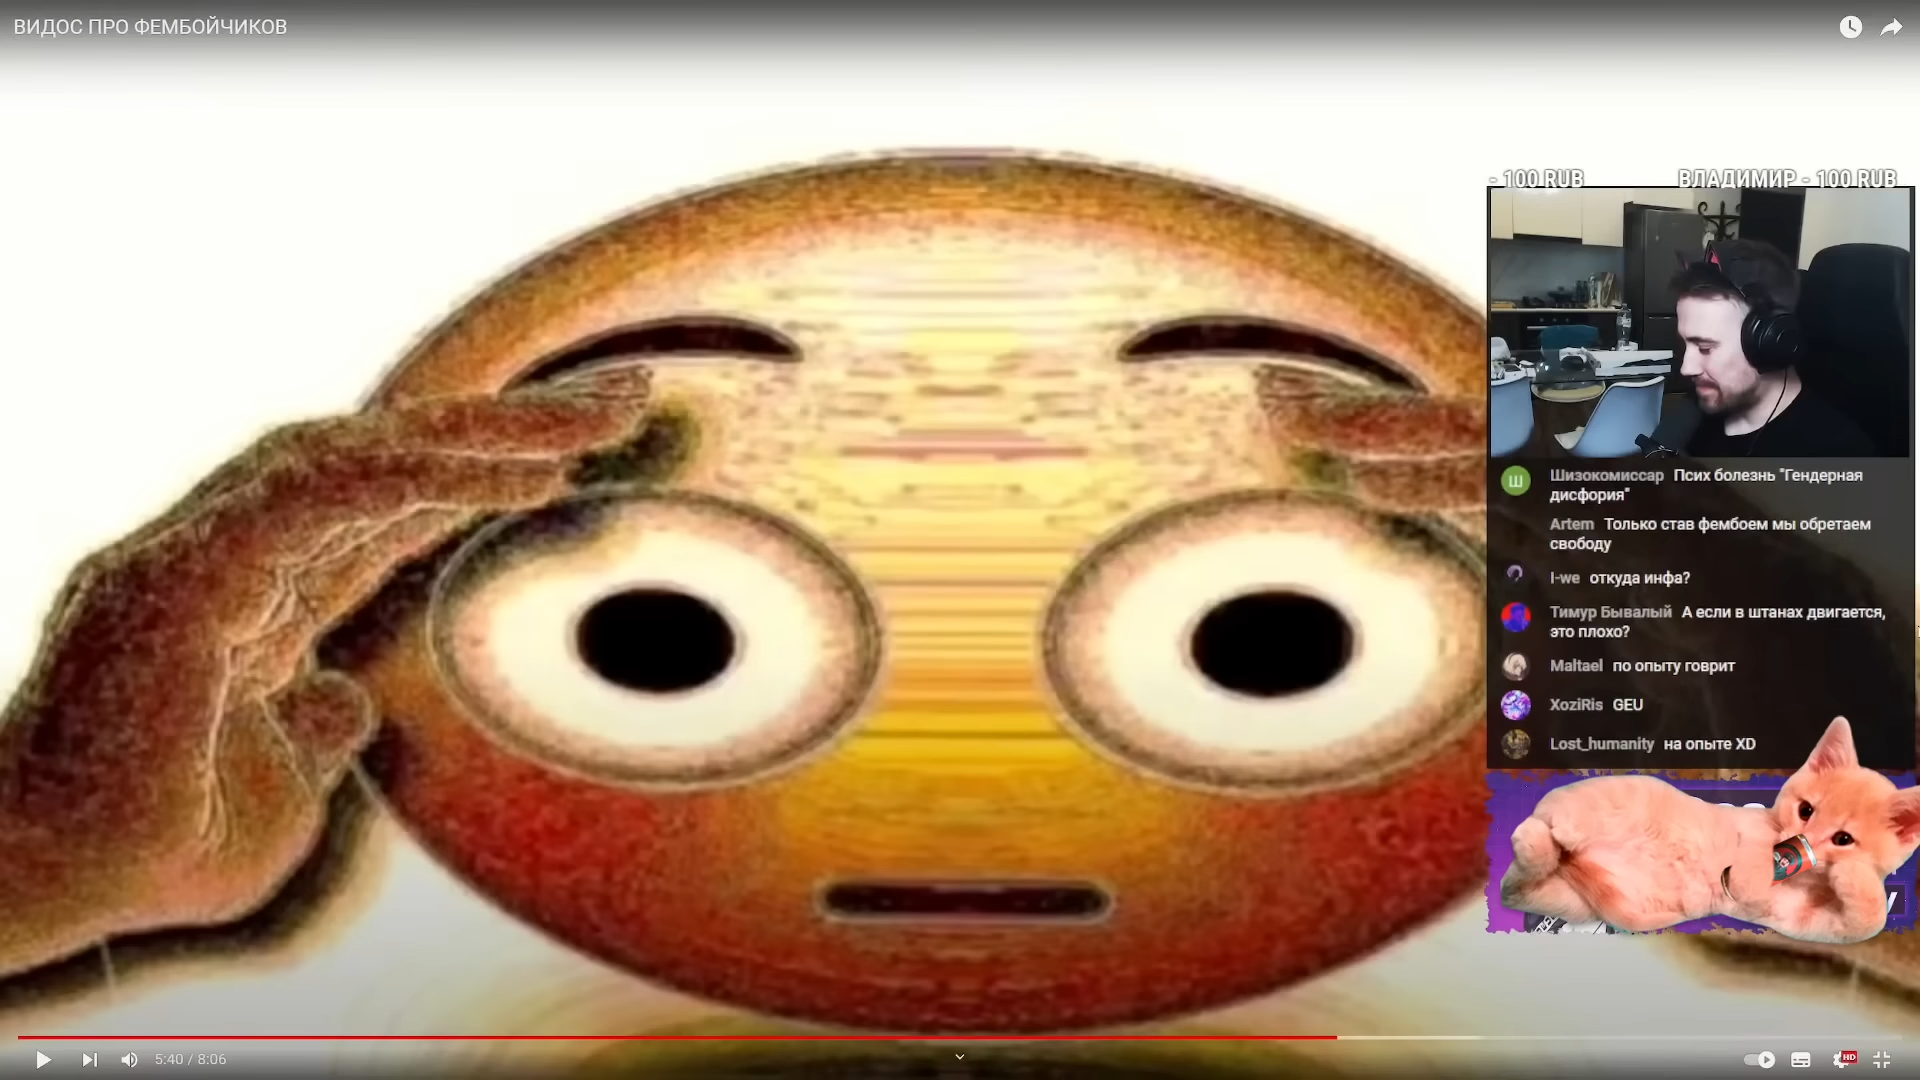 ВИДОС ПРО ФЕМБОЙЧИКОВ
- 100 RUB ВЛАДИМИР - 100 RUB
Ш Шизокомиссар Псих болезнь "Гендерная
дисфория"
Artem Только став фембоем мы обретаем
свободу
I-we откуда инфа?
Тимур Бывалый А если в штанах двигается,
это плохо?
Maltael по опыту говрит
XoziRis GEU
Lost_humanity на опыте XD
5:40 / 8:06
HD